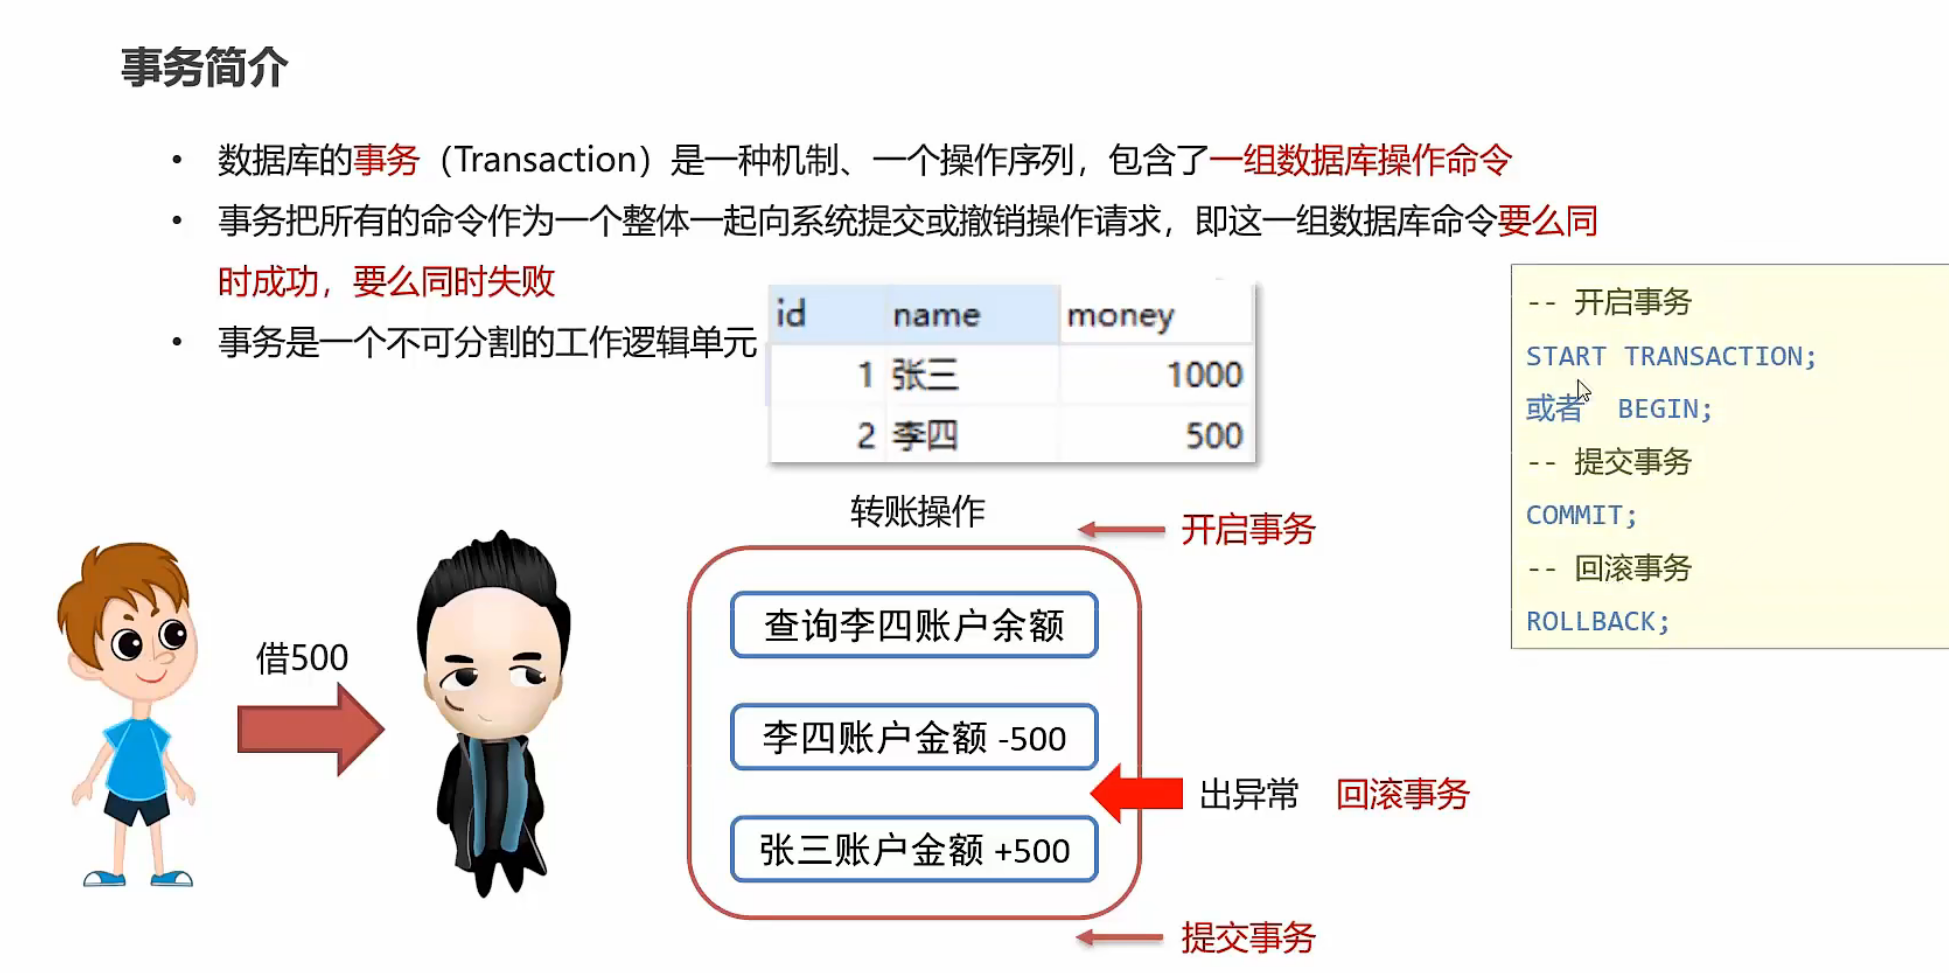 事务简介
• 数据库的事务（Transaction）是一种机制、一个操作序列，包含了一组数据库操作命令
• 事务把所有的命令作为一个整体一起向系统提交或撤销操作请求，即这一组数据库命令要么同
时成功，要么同时失败
• 事务是一个不可分割的工作逻辑单元
id name money
1 张三 1000
2 李四 500
-- 开启事务
START TRANSACTION;
或者 BEGIN;
-- 提交事务
COMMIT;
-- 回滚事务
ROLLBACK;
转账操作
开启事务
借500
查询李四账户余额
李四账户金额 -500
出异常 回滚事务
张三账户金额 +500
提交事务